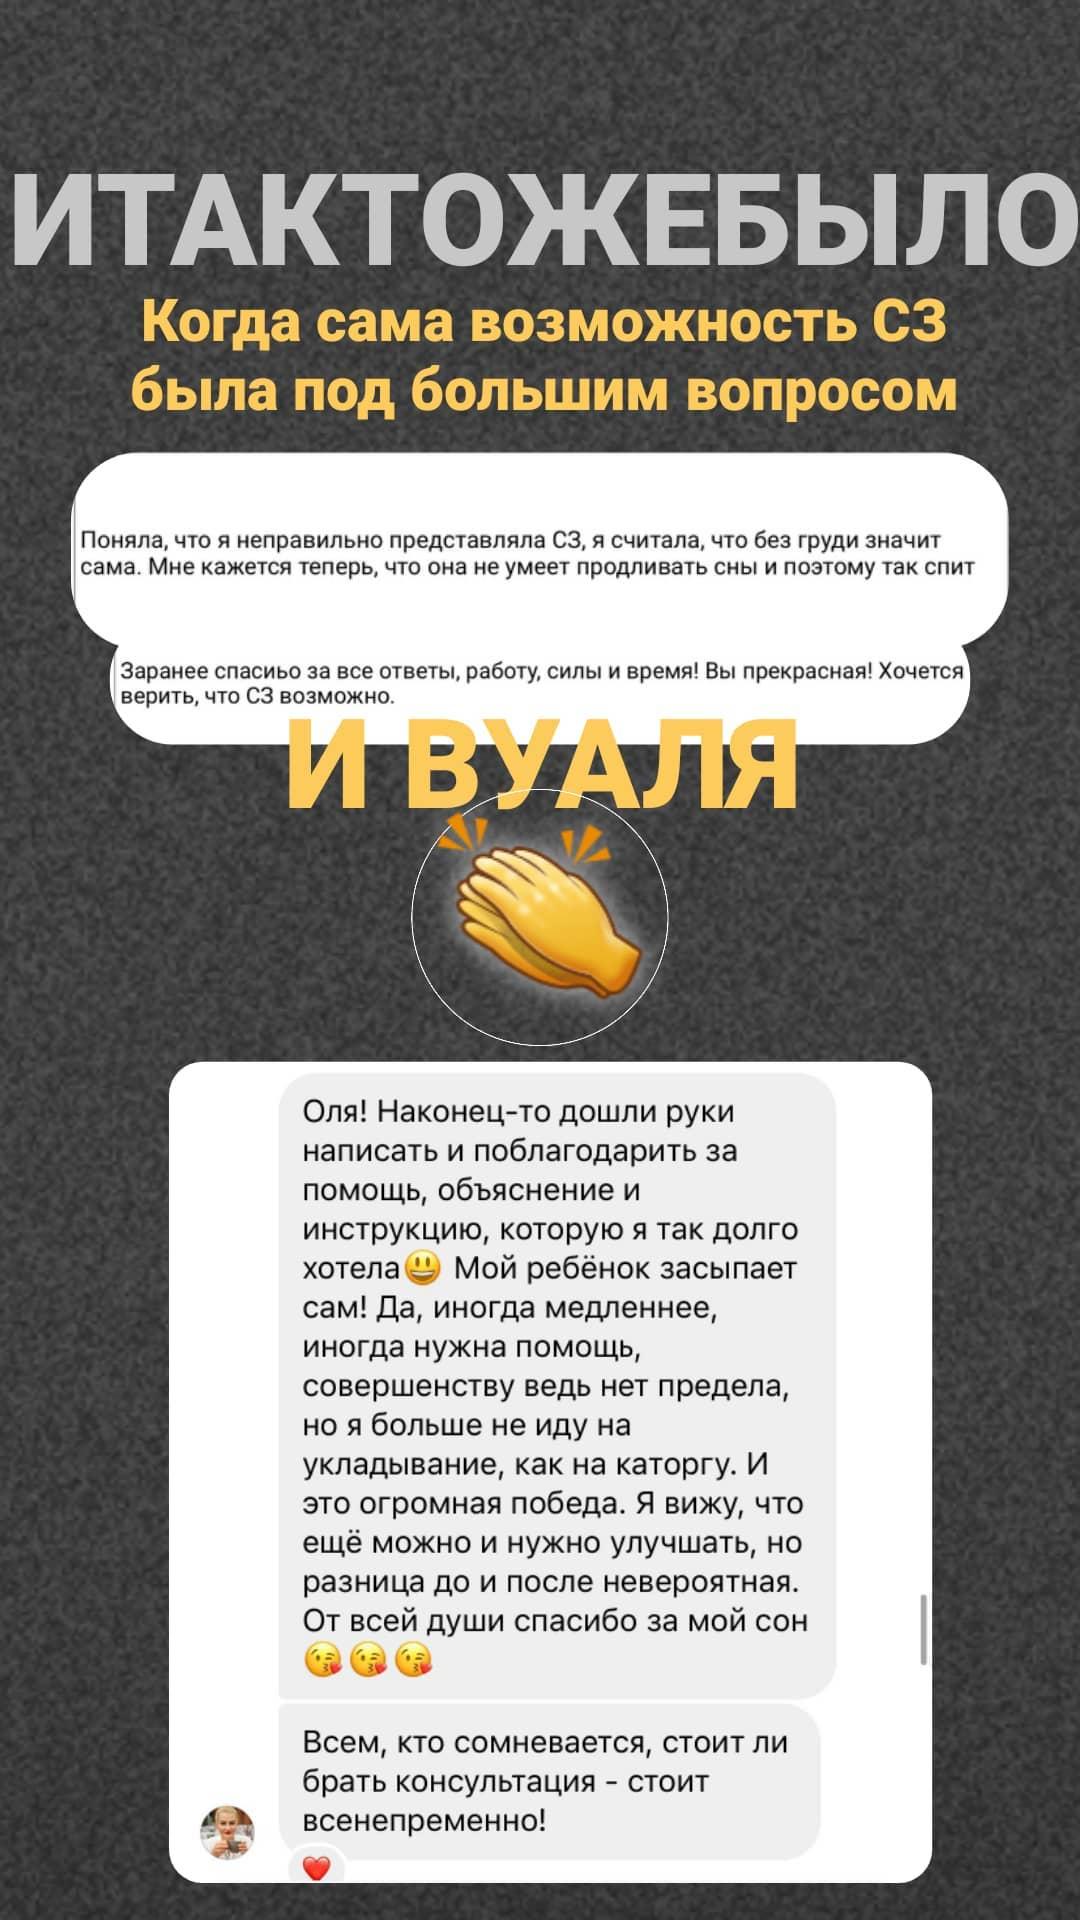 ИТАКТОЖЕБЫЛО
Когда сама возможность СЗ
была под большим вопросом
Поняла, что я неправильно представляла СЗ, я считала, что без груди значит
сама. Мне кажется теперь, что она не умеет продливать сны и поэтому так спит
Заранее спасиьо за все ответы, работу, силы и время! Вы прекрасная! Хочется
верить, что СЗ возможно.
И ВУАЛЯ
Оля! Наконец-то дошли руки
написать и поблагодарить за
помощь, объяснение и
инструкцию, которую я так долго
хотела😃 Мой ребёнок засыпает
сам! Да, иногда медленнее,
иногда нужна помощь,
совершенству ведь нет предела,
но я больше не иду на
укладывание, как на каторгу. И
это огромная победа. Я вижу, что
ещё можно и нужно улучшать, но
разница до и после невероятная.
От всей души спасибо за мой сон
😘😘😘
Всем, кто сомневается, стоит ли
брать консультация - стоит
всенепременно!